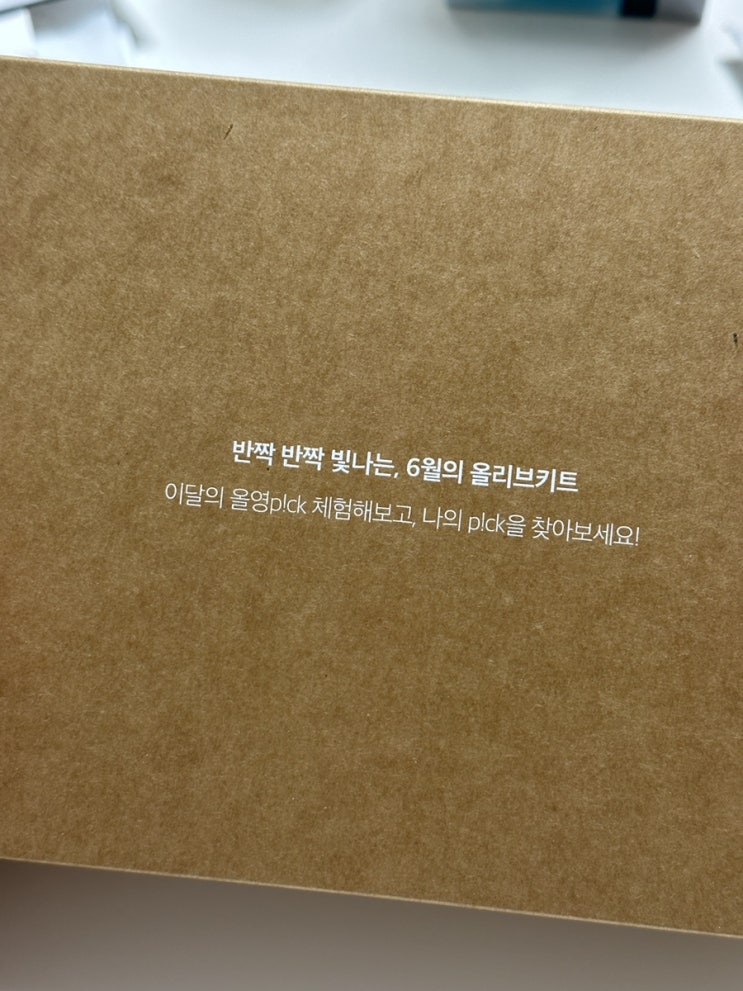 반짝 반짝 빛나는, 6월의 올리브키트
이달의 올영p!ck 체험해보고, 나의 p!ck을 찾아보세요!